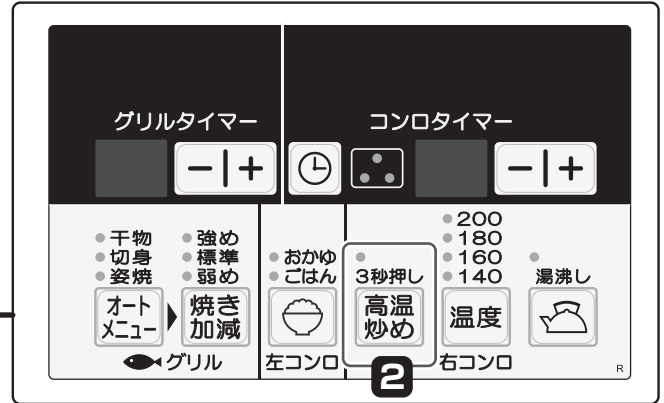 グリルタイマー
コンロタイマー
−|+
−|+
干物
切身
姿焼
強め
標準
弱め
おかゆ
ごはん
3秒押し
200
180
160
140
湯沸し
オート
メニュー
焼き
加減
高温
炒め
温度
グリル
左コンロ
2
右コンロ
R